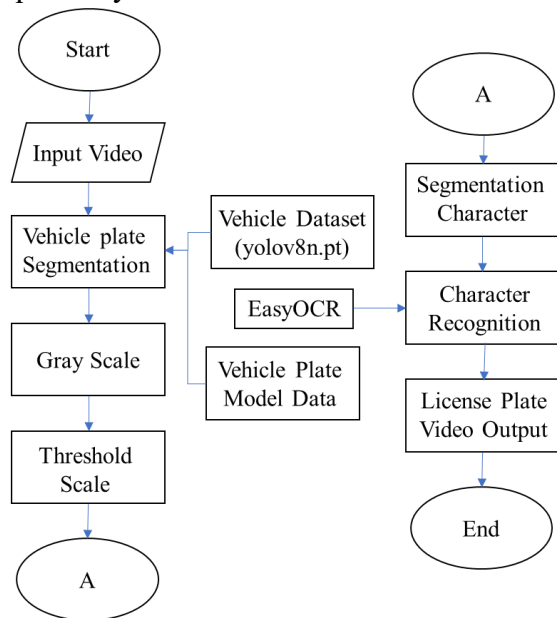 Start
Input Video
Vehicle plate
Segmentation
Gray Scale
Threshold
Scale
A
Vehicle Dataset
(yolov8n.pt)
EasyOCR
Vehicle Plate
Model Data
A
Segmentation
Character
Character
Recognition
License Plate
Video Output
End